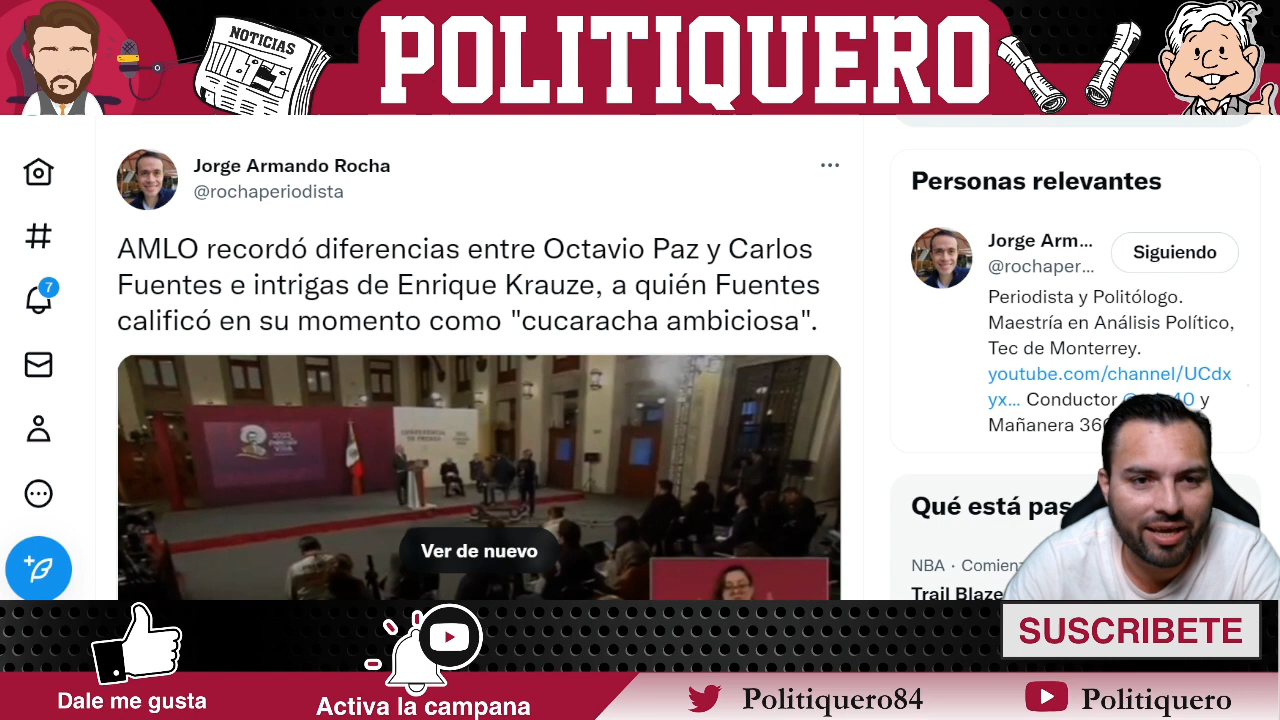 NOTICIAS
POLITIQUERO
Jorge Armando Rocha
@rochaperiodista
AMLO recordó diferencias entre Octavio Paz y Carlos
Fuentes e intrigas de Enrique Krauze, a quién Fuentes
calificó en su momento como "cucaracha ambiciosa".
CONFERENCIA
DE PRENSA
Ver de nuevo
7
Personas relevantes
Jorge Arm...
@rochaper...
Siguiendo
Periodista y Politólogo.
Maestría en Análisis Político,
Tec de Monterrey.
youtube.com/channel/UCdx
yx... Conductor y
Mañanera
Qué está
NBA ·
Trail
SUSCRIBETE
Dale me gusta
Activa la campana
Politiquero84
Politiquero